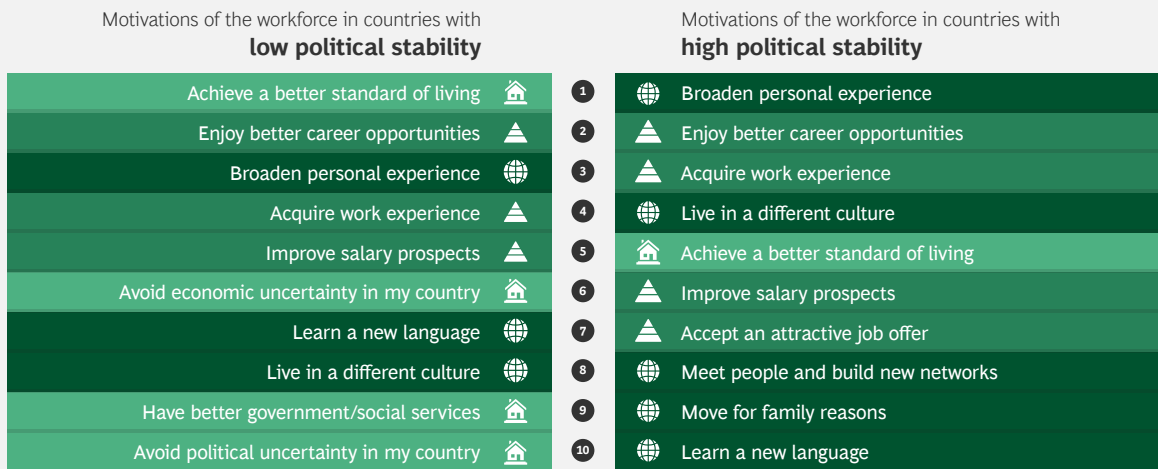 Motivations of the workforce in countries with
low political stability
Motivations of the workforce in countries with
high political stability
Achieve a better standard of living 1 Broaden personal experience
Enjoy better career opportunities 2 Enjoy better career opportunities
Broaden personal experience 3 Acquire work experience
Acquire work experience 4 Live in a different culture
Improve salary prospects 5 Achieve a better standard of living
Avoid economic uncertainty in my country 6 Improve salary prospects
Learn a new language 7 Accept an attractive job offer
Live in a different culture 8 Meet people and build new networks
Have better government/social services 9 Move for family reasons
Avoid political uncertainty in my country 10 Learn a new language